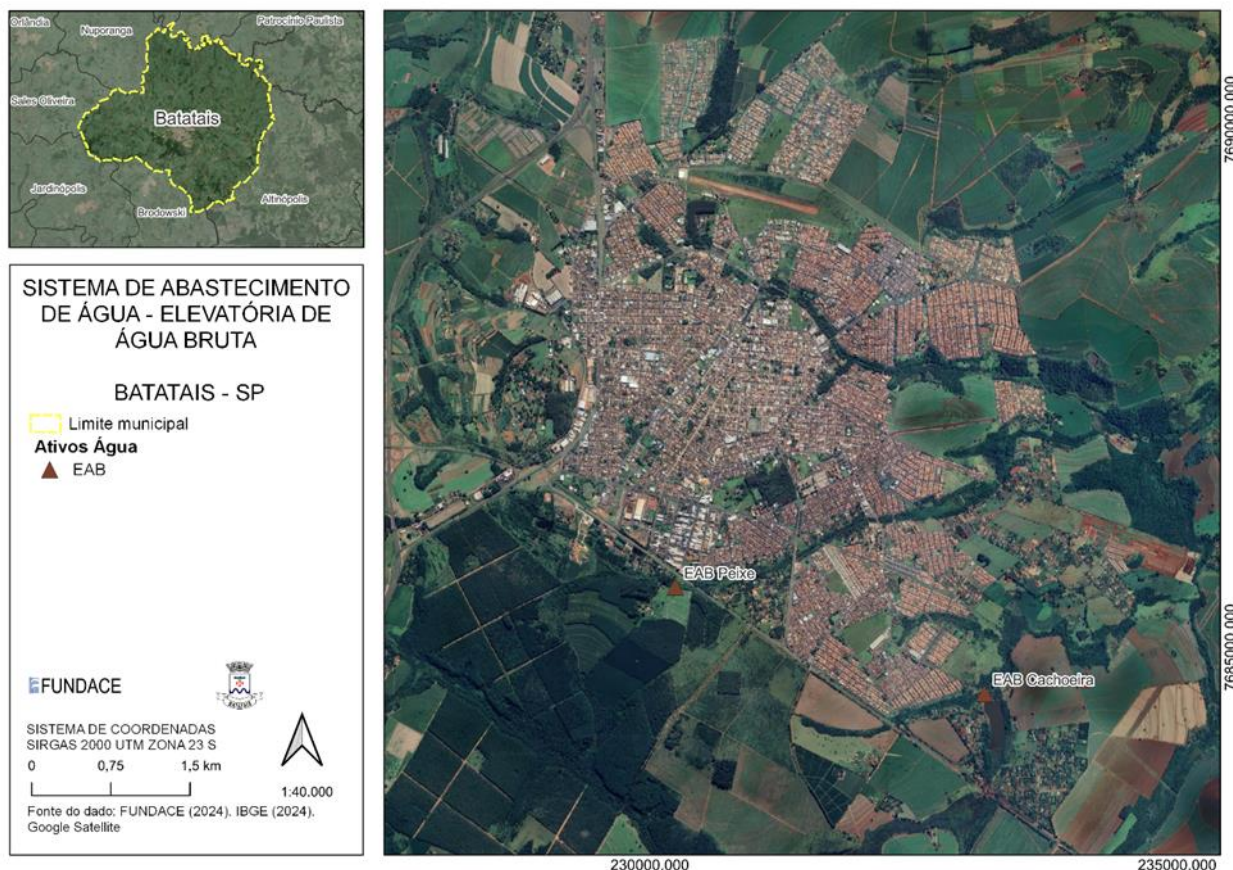 Orlândia
Nuporanga
Patrocínio Paulista
Sales Oliveira
Batatais
Jardinópolis
Brodowski
Altinópolis
SISTEMA DE ABASTECIMENTO
DE ÁGUA - ELEVATÓRIA DE
ÁGUA BRUTA
BATATAIS - SP
Limite municipal
Ativos Água
EAB
FUNDACE
BATATAIS
SISTEMA DE COORDENADAS
SIRGAS 2000 UTM ZONA 23 S
0 0,75 1,5 km
1:40.000
Fonte do dado: FUNDACE (2024). IBGE (2024).
Google Satellite
EAB Peixe
EAB Cachoeira
7690000.000
7685000.000
230000.000
235000.000